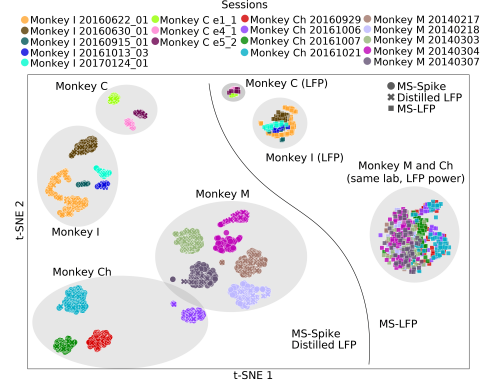 Sessions
Monkey I 20160622_01
Monkey I 20160630_01
Monkey I 20160915_01
Monkey I 20161013_03
Monkey I 20170124_01
Monkey C e1_1
Monkey C e4_1
Monkey C e5_2
Monkey Ch 20160929
Monkey Ch 20161006
Monkey Ch 20161007
Monkey Ch 20161021
Monkey M 20140217
Monkey M 20140218
Monkey M 20140303
Monkey M 20140304
Monkey M 20140307
Monkey C
Monkey C (LFP)
MS-Spike
Distilled LFP
MS-LFP
Monkey I (LFP)
Monkey M and Ch
(same lab, LFP power)
Monkey I
Monkey M
Monkey Ch
MS-Spike
Distilled LFP
MS-LFP
t-SNE 2
t-SNE 1